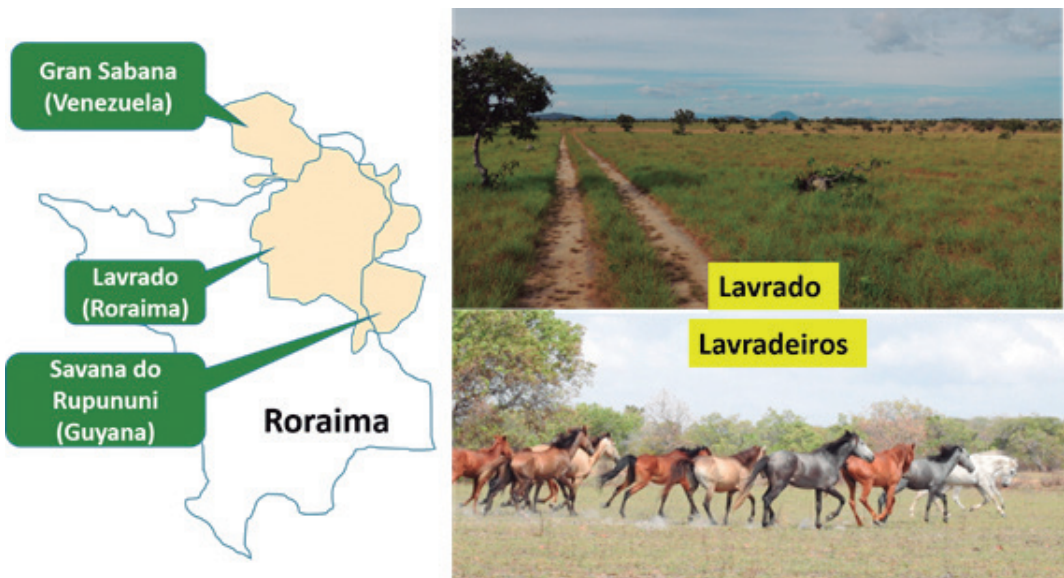 Gran Sabana
(Venezuela)
Lavrado
(Roraima)
Savana do
Rupununi
(Guyana)
Roraima
Lavrado
Lavradeiros